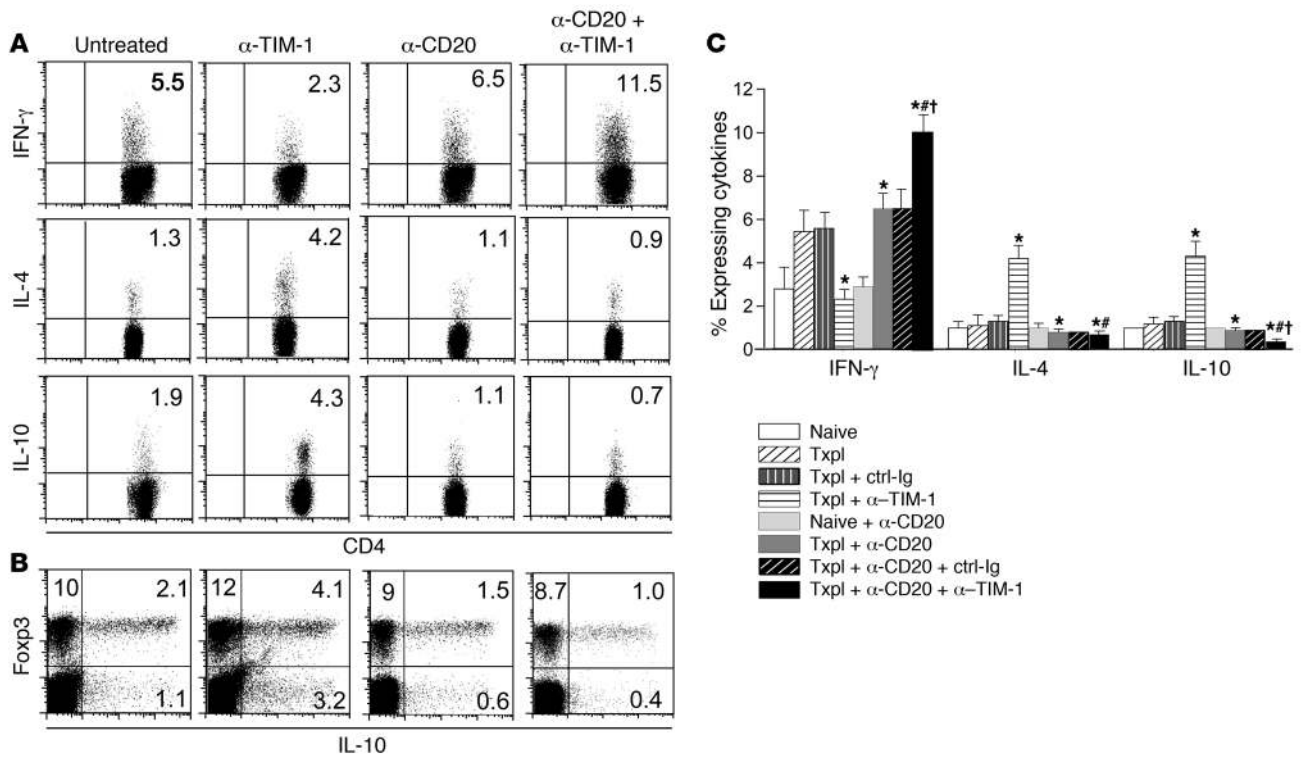 A
Untreated
α-TIM-1
α-CD20
α-CD20 +
α-TIM-1
IFN-γ
5.5
2.3
6.5
11.5
IL-4
1.3
4.2
1.1
0.9
IL-10
1.9
4.3
1.1
0.7
CD4
B
Foxp3
10 2.1
1.1
12 4.1
3.2
9 1.5
0.6
8.7 1.0
0.4
IL-10
C
% Expressing cytokines
12
10
8
6
4
2
0
*
*
*#†
*
*
*#
*
*
*#†
IFN-γ IL-4 IL-10
Naive
Txpl
Txpl + ctrl-Ig
Txpl + α–TIM-1
Naive + α-CD20
Txpl + α-CD20
Txpl + α-CD20 + ctrl-Ig
Txpl + α-CD20 + α–TIM-1